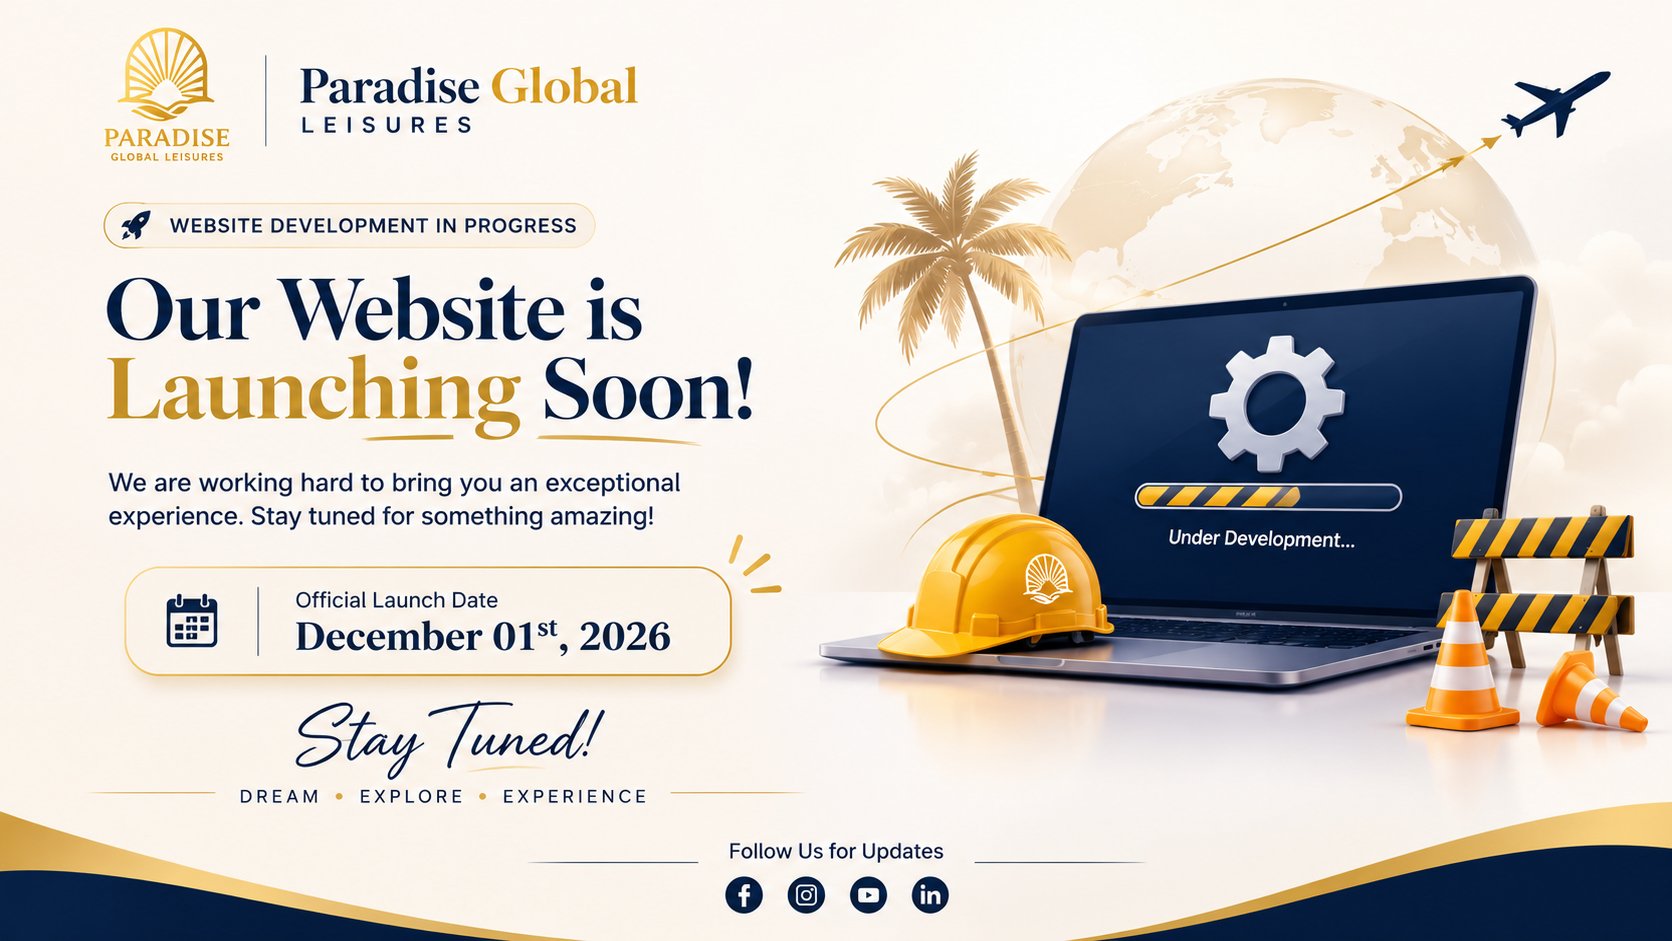 PARADISE
GLOBAL LEISURES
Paradise Global
LEISURES
WEBSITE DEVELOPMENT IN PROGRESS
Our Website is
Launching Soon!
We are working hard to bring you an exceptional
experience. Stay tuned for something amazing!
Official Launch Date
December 01st, 2026
Stay Tuned!
DREAM • EXPLORE • EXPERIENCE
Under Development...
Follow Us for Updates